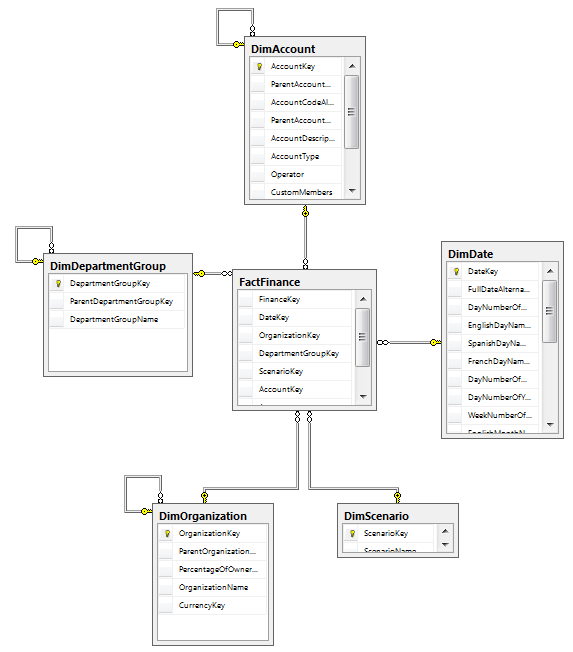 DimAccount
AccountKey
ParentAccount...
AccountCodeAl...
ParentAccount...
AccountDescrip...
AccountType
Operator
CustomMembers
DimDepartmentGroup
DepartmentGroupKey
ParentDepartmentGroupKey
DepartmentGroupName
FactFinance
FinanceKey
DateKey
OrganizationKey
DepartmentGroupKey
ScenarioKey
AccountKey
DimDate
DateKey
FullDateAlterna...
DayNumberOf...
EnglishDayNam...
SpanishDayNa...
FrenchDayNam...
DayNumberOf...
DayNumberOfY...
WeekNumberOf...
EnglishMonthN...
DimOrganization
OrganizationKey
ParentOrganization...
PercentageOfOwner...
OrganizationName
CurrencyKey
DimScenario
ScenarioKey
ScenarioName